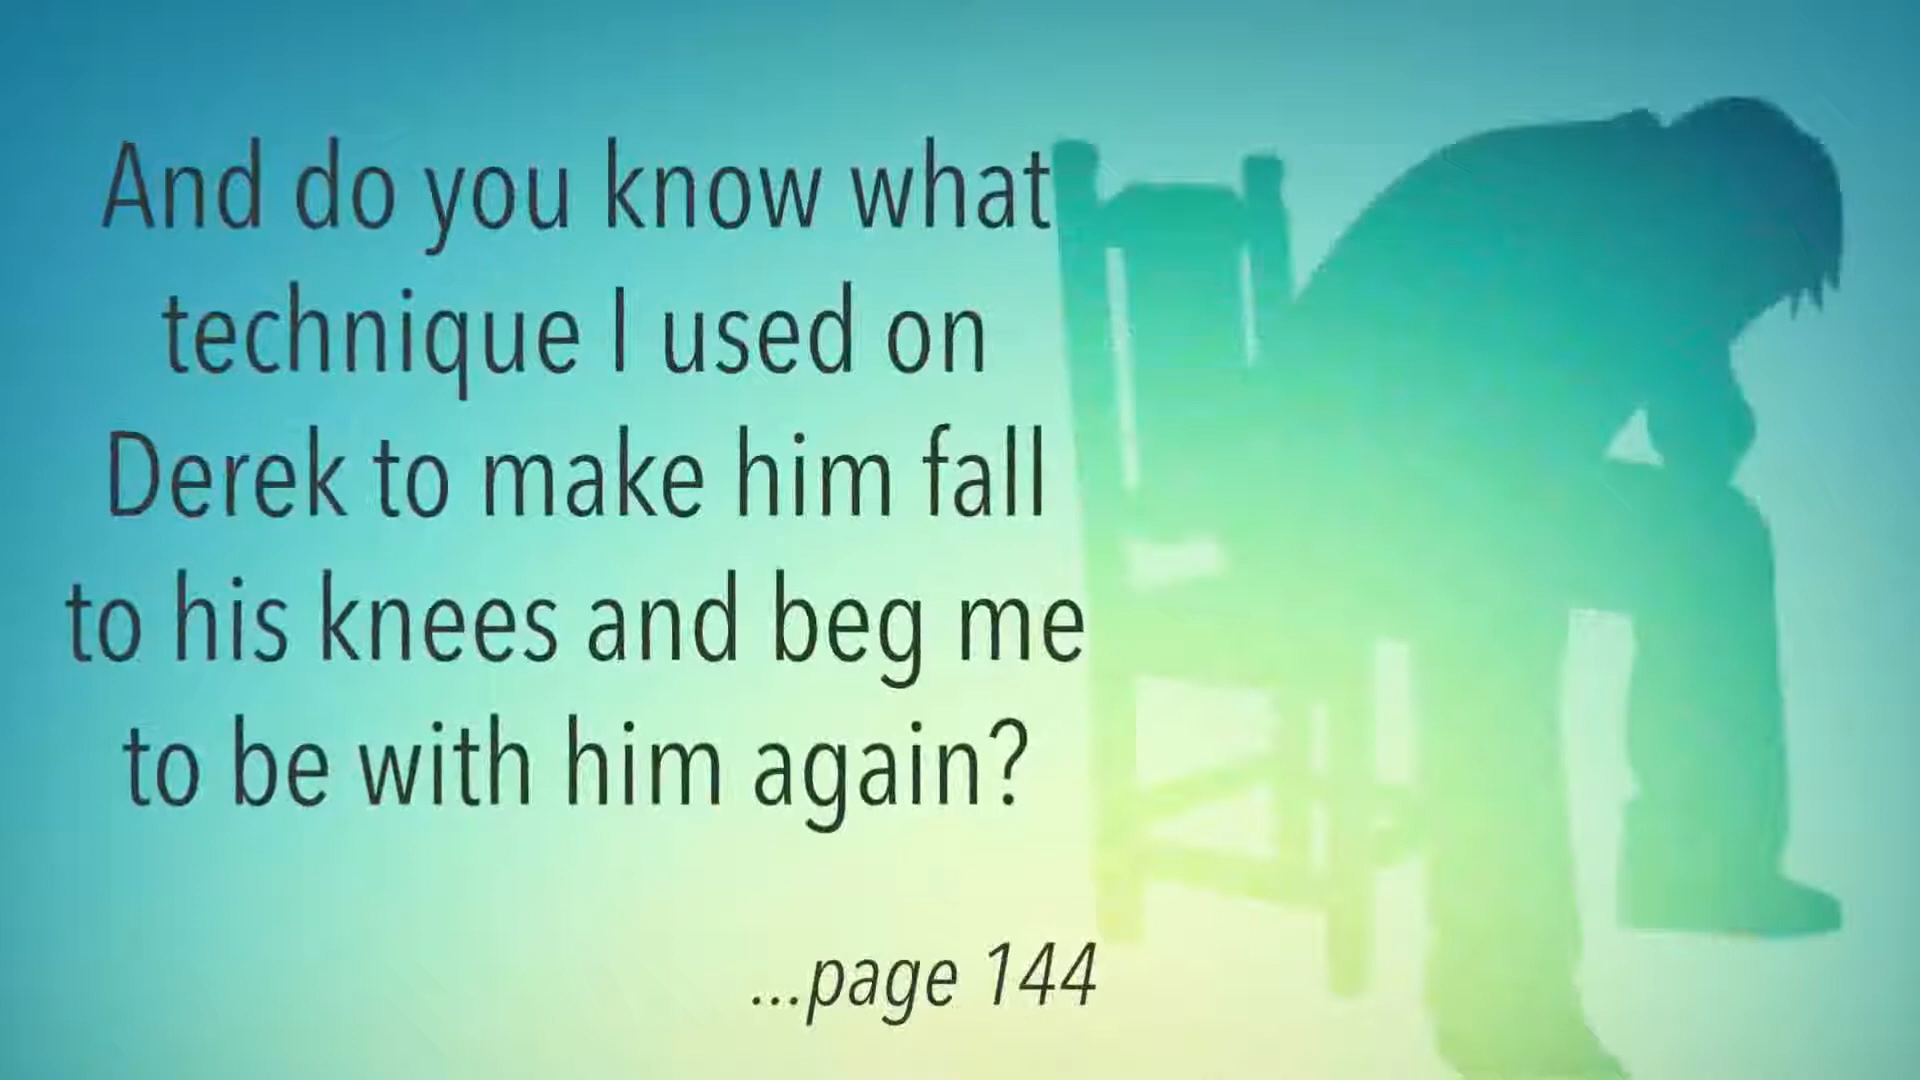 And do you know what
technique I used on
Derek to make him fall
to his knees and beg me
to be with him again?
...page 144